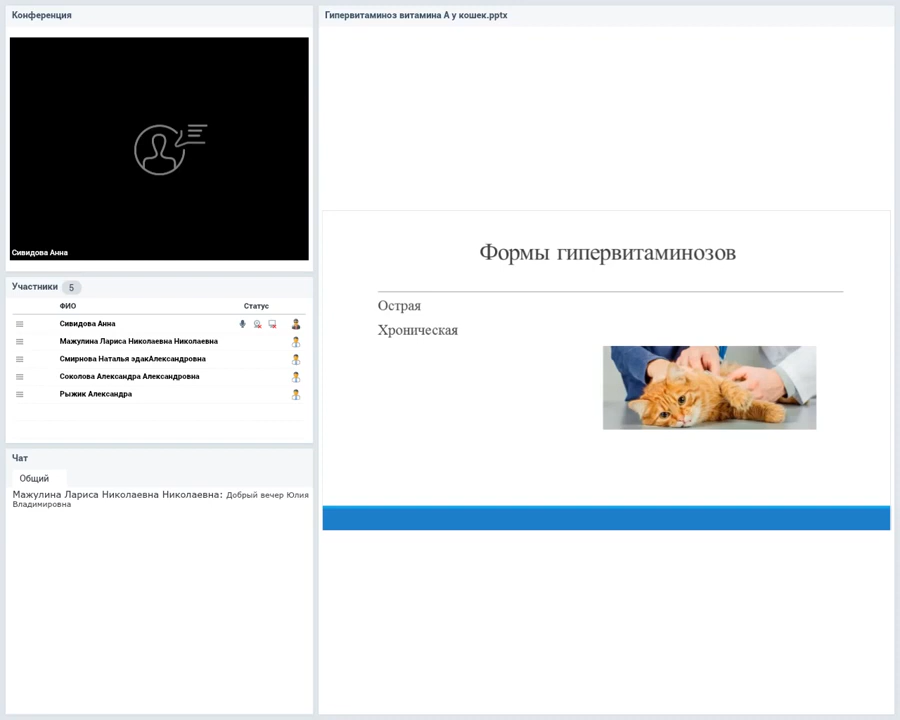 Конференция
Сивидова Анна
Участники 5
ФИО Статус
Сивидова Анна
Мажулина Лариса Николаевна Николаевна
Смирнова Наталья эдакАлександровна
Соколова Александра Александровна
Рыжик Александра
Чат
Общий
Мажулина Лариса Николаевна Николаевна: Добрый вечер Юлия
Владимировна
Гипервитаминоз витамина А у кошек.pptx
Формы гипервитаминозов
Острая
Хроническая